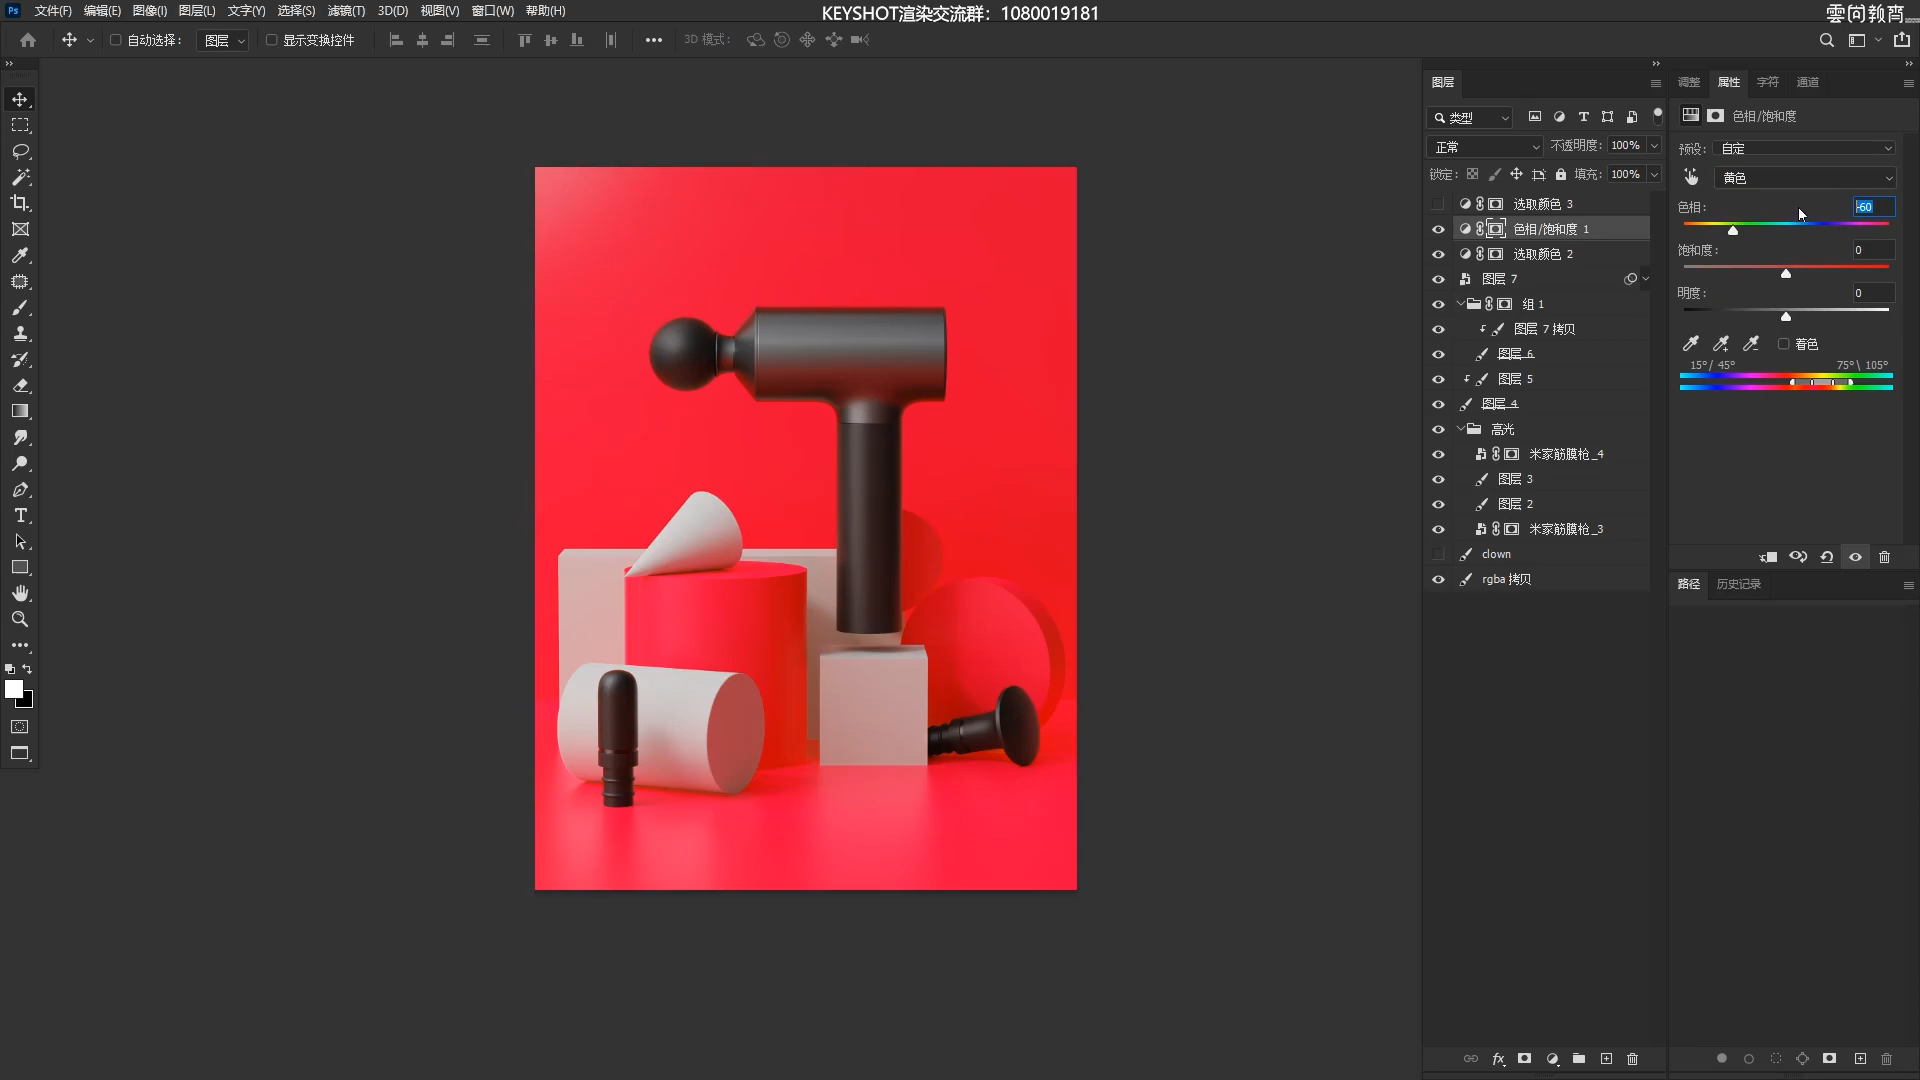 Ps 文件(F) 编辑(E) 图像(I) 图层(L) 文字(Y) 选择(S) 滤镜(T) 3D(D) 视图(V) 窗口(W) 帮助(H)
KEYSHOT渲染交流群：1080019181
雲尚教育
自动选择： 图层 显示变换控件 3D 模式：
图层
类型
正常 不透明度： 100%
锁定： 填充： 100%
选取颜色 3
色相/饱和度 1
选取颜色 2
图层 7
组 1
图层 7 拷贝
图层 6
图层 5
图层 4
高光
米家筋膜枪_4
图层 3
图层 2
米家筋膜枪_3
clown
rgba 拷贝
fx
调整 属性 字符 通道
色相/饱和度
预设： 自定
黄色
色相： -60
饱和度： 0
明度： 0
着色
15°/ 45° 75°\ 105°
路径 历史记录